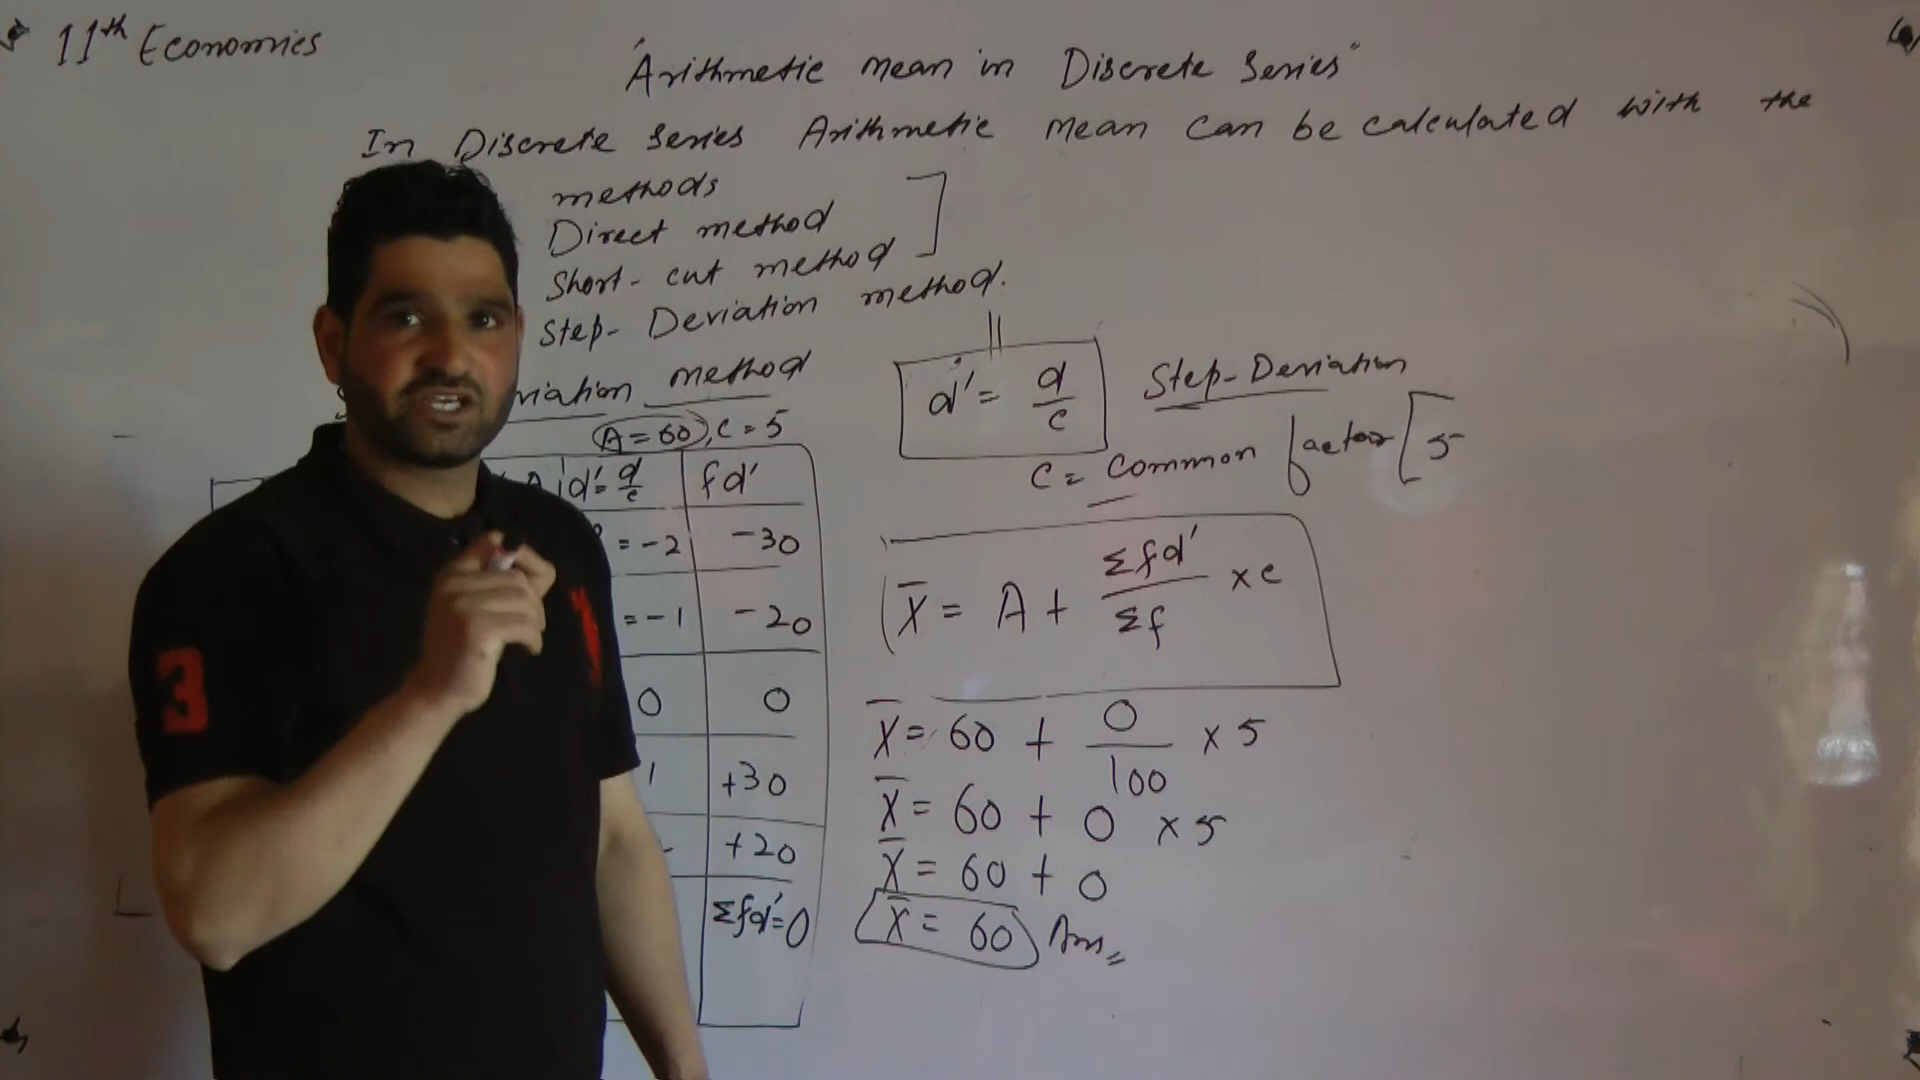 11th Economics
"Arithmetic mean in Discrete Series"
In Discrete Series Arithmetic mean can be calculated with the
methods
Direct method
Short-cut method
Step-Deviation method.
viation method
A=60, C=5
A d'=d/c fd'
=-2 -30
=-1 -20
0 0
1 +30
+20
Σfd'=0
d' = d/c
Step-Deviation
C= Common factor [5
X̄ = A + Σfd'/Σf ×c
X̄ = 60 + 0/100 × 5
X̄ = 60 + 0 × 5
X̄ = 60 + 0
X̄ = 60 Ans
3